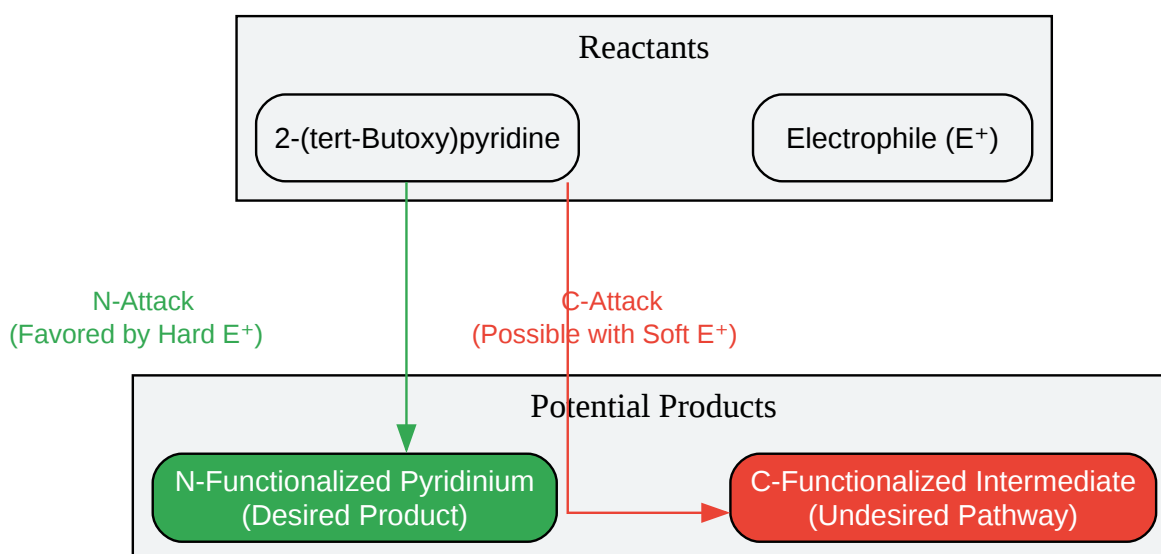 Reactants
2-(tert-Butoxy)pyridine
Electrophile (E⁺)
N-Attack
(Favored by Hard E⁺)
C-Attack
(Possible with Soft E⁺)
Potential Products
N-Functionalized Pyridinium
(Desired Product)
C-Functionalized Intermediate
(Undesired Pathway)